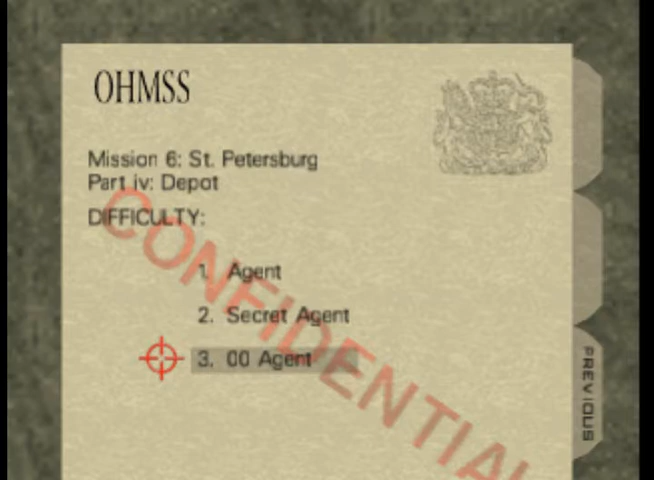 OHMSS
Mission 6: St. Petersburg
Part iv: Depot
DIFFICULTY:
1. Agent
2. Secret Agent
3. 00 Agent
CONFIDENTIAL
PREVIOUS